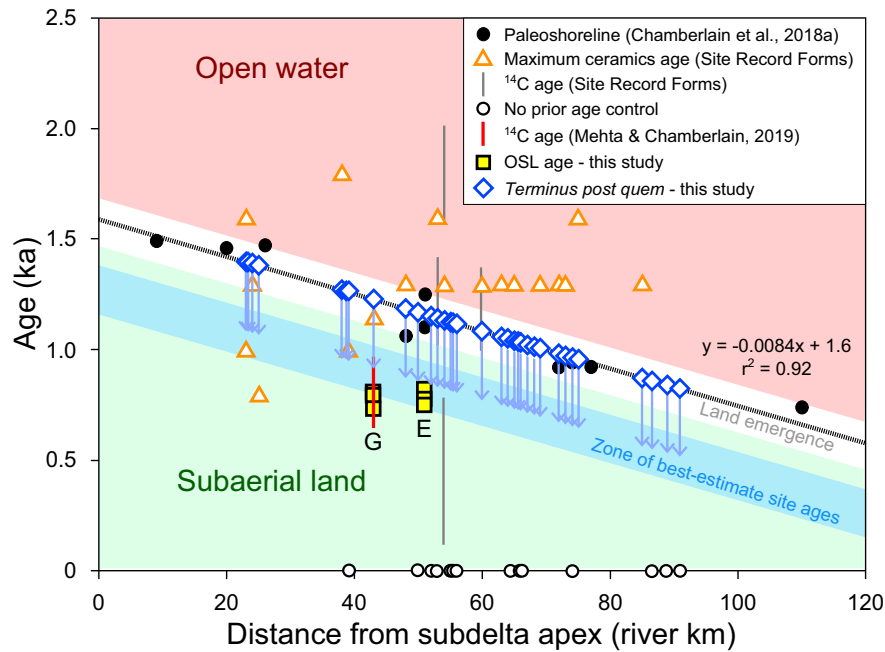 Open water
Paleoshoreline (Chamberlain et al., 2018a)
Maximum ceramics age (Site Record Forms)
¹⁴C age (Site Record Forms)
No prior age control
¹⁴C age (Mehta & Chamberlain, 2019)
OSL age - this study
Terminus post quem - this study
y = -0.0084x + 1.6
r² = 0.92
Land emergence
Zone of best-estimate site ages
Subaerial land
G
E
Age (ka)
2.5
2.0
1.5
1.0
0.5
0
0 20 40 60 80 100 120
Distance from subdelta apex (river km)